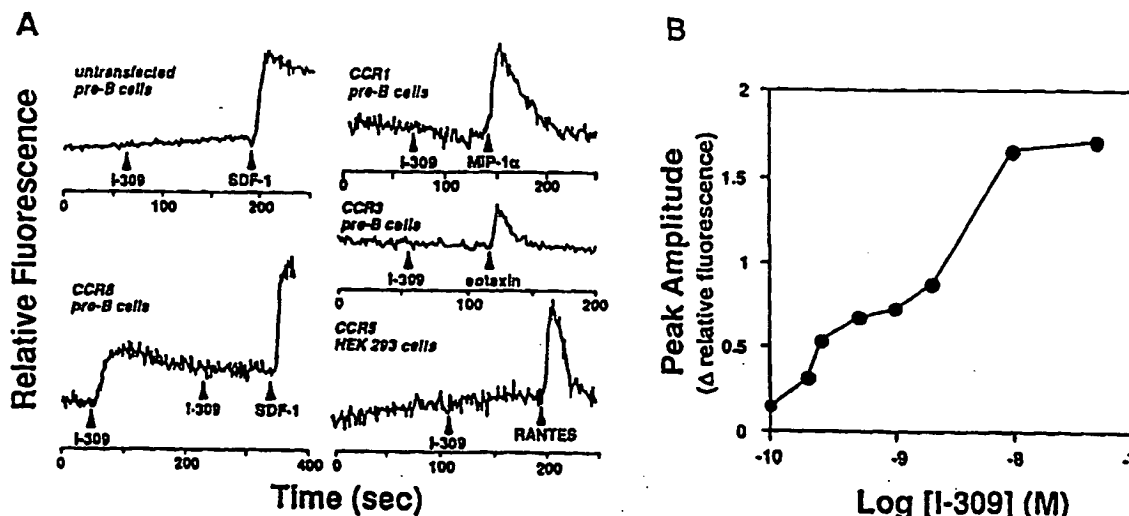 A
Relative Fluorescence
untransfected
pre-B cells
I-309
SDF-1
0
200
CCR1
pre-B cells
I-309
MIP-1α
0
100
200
CCR3
pre-B cells
I-309
eotaxin
0
100
200
CCR8
pre-B cells
I-309
I-309
SDF-1
0
200
400
CCR5
HEK 293 cells
I-309
RANTES
0
100
200
Time (sec)
B
Peak Amplitude
(Δ relative fluorescence)
2
1.5
1
0.5
0
-10
-9
-8
Log [I-309] (M)